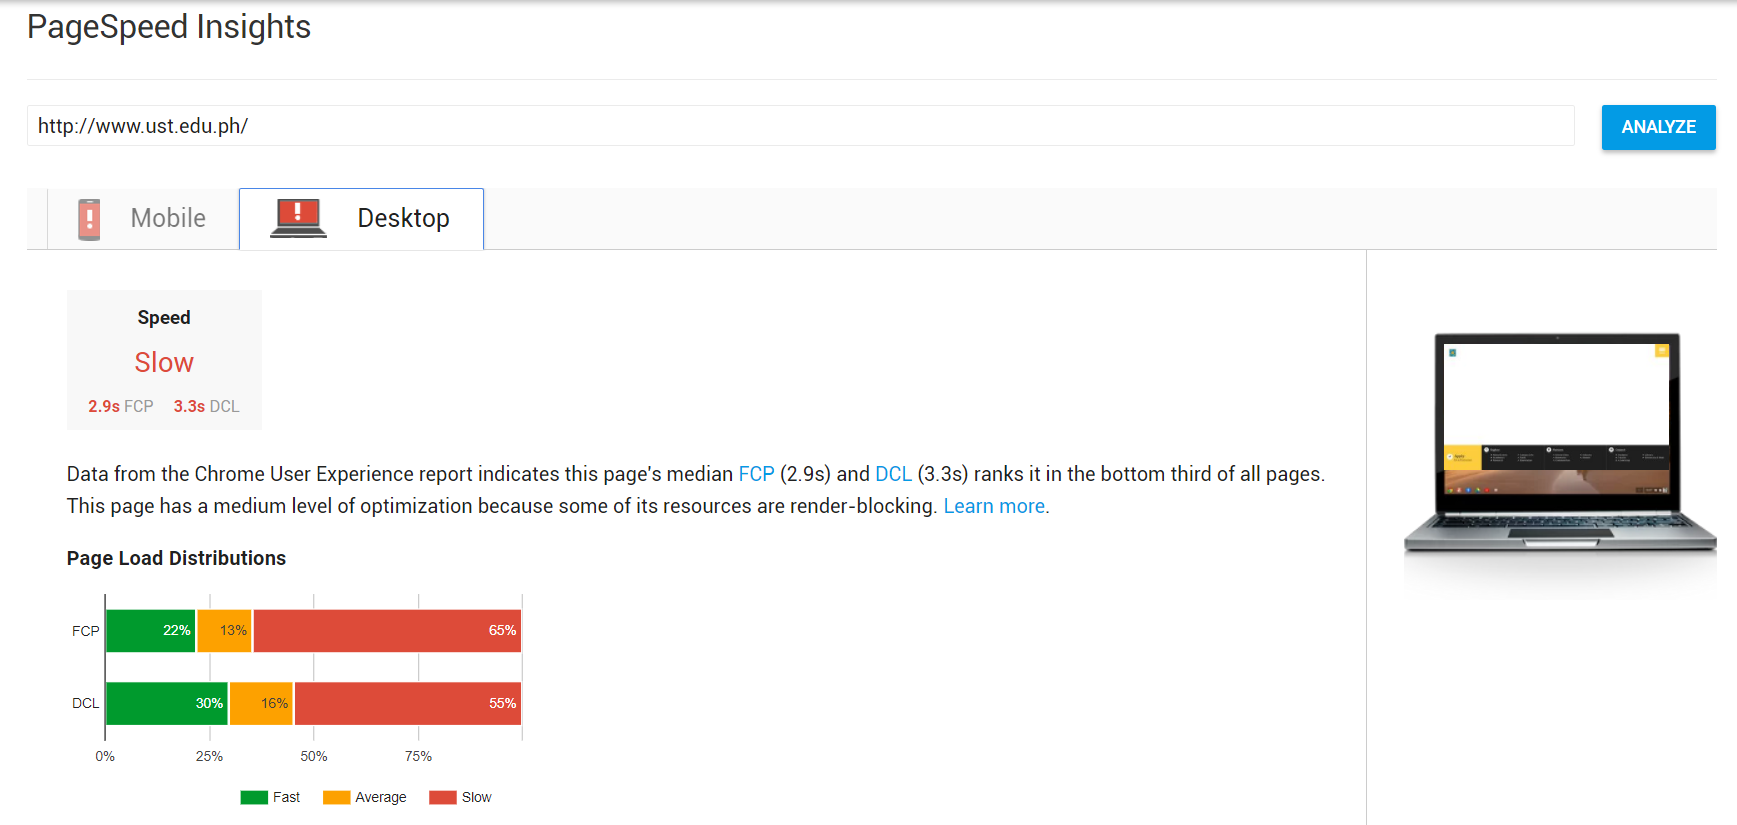 PageSpeed Insights
http://www.ust.edu.ph/
ANALYZE
Mobile
Desktop
Speed
Slow
2.9s FCP 3.3s DCL
Data from the Chrome User Experience report indicates this page's median FCP (2.9s) and DCL (3.3s) ranks it in the bottom third of all pages.
This page has a medium level of optimization because some of its resources are render-blocking. Learn more.
Page Load Distributions
FCP 22% 13% 65%
DCL 30% 16% 55%
0% 25% 50% 75%
Fast Average Slow